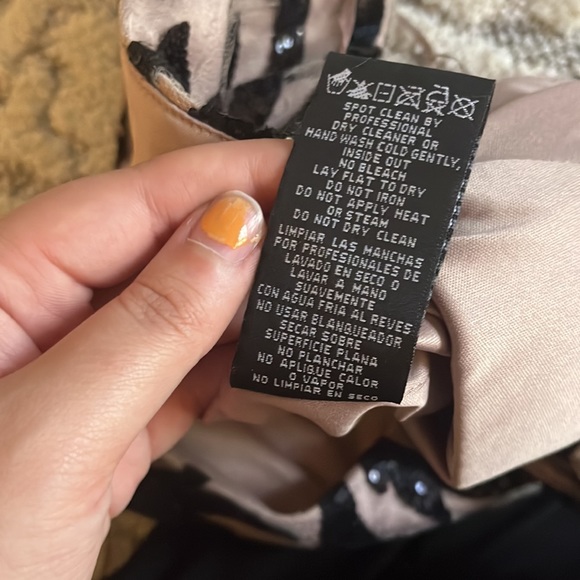 SPOT CLEAN BY
PROFESSIONAL
DRY CLEANER OR
HAND WASH COLD GENTLY,
INSIDE OUT
NO BLEACH
LAY FLAT TO DRY
DO NOT IRON
DO NOT APPLY HEAT
OR STEAM
DO NOT DRY CLEAN
LIMPIAR LAS MANCHAS
POR PROFESIONALES DE
LAVADO EN SECO O
LAVAR A MANO
SUAVEMENTE
CON AGUA FRIA AL REVES
NO USAR BLANQUEADOR
SECAR SOBRE
SUPERFICIE PLANA
NO PLANCHAR
NO APLIQUE CALOR
O VAPOR
NO LIMPIAR EN SECO